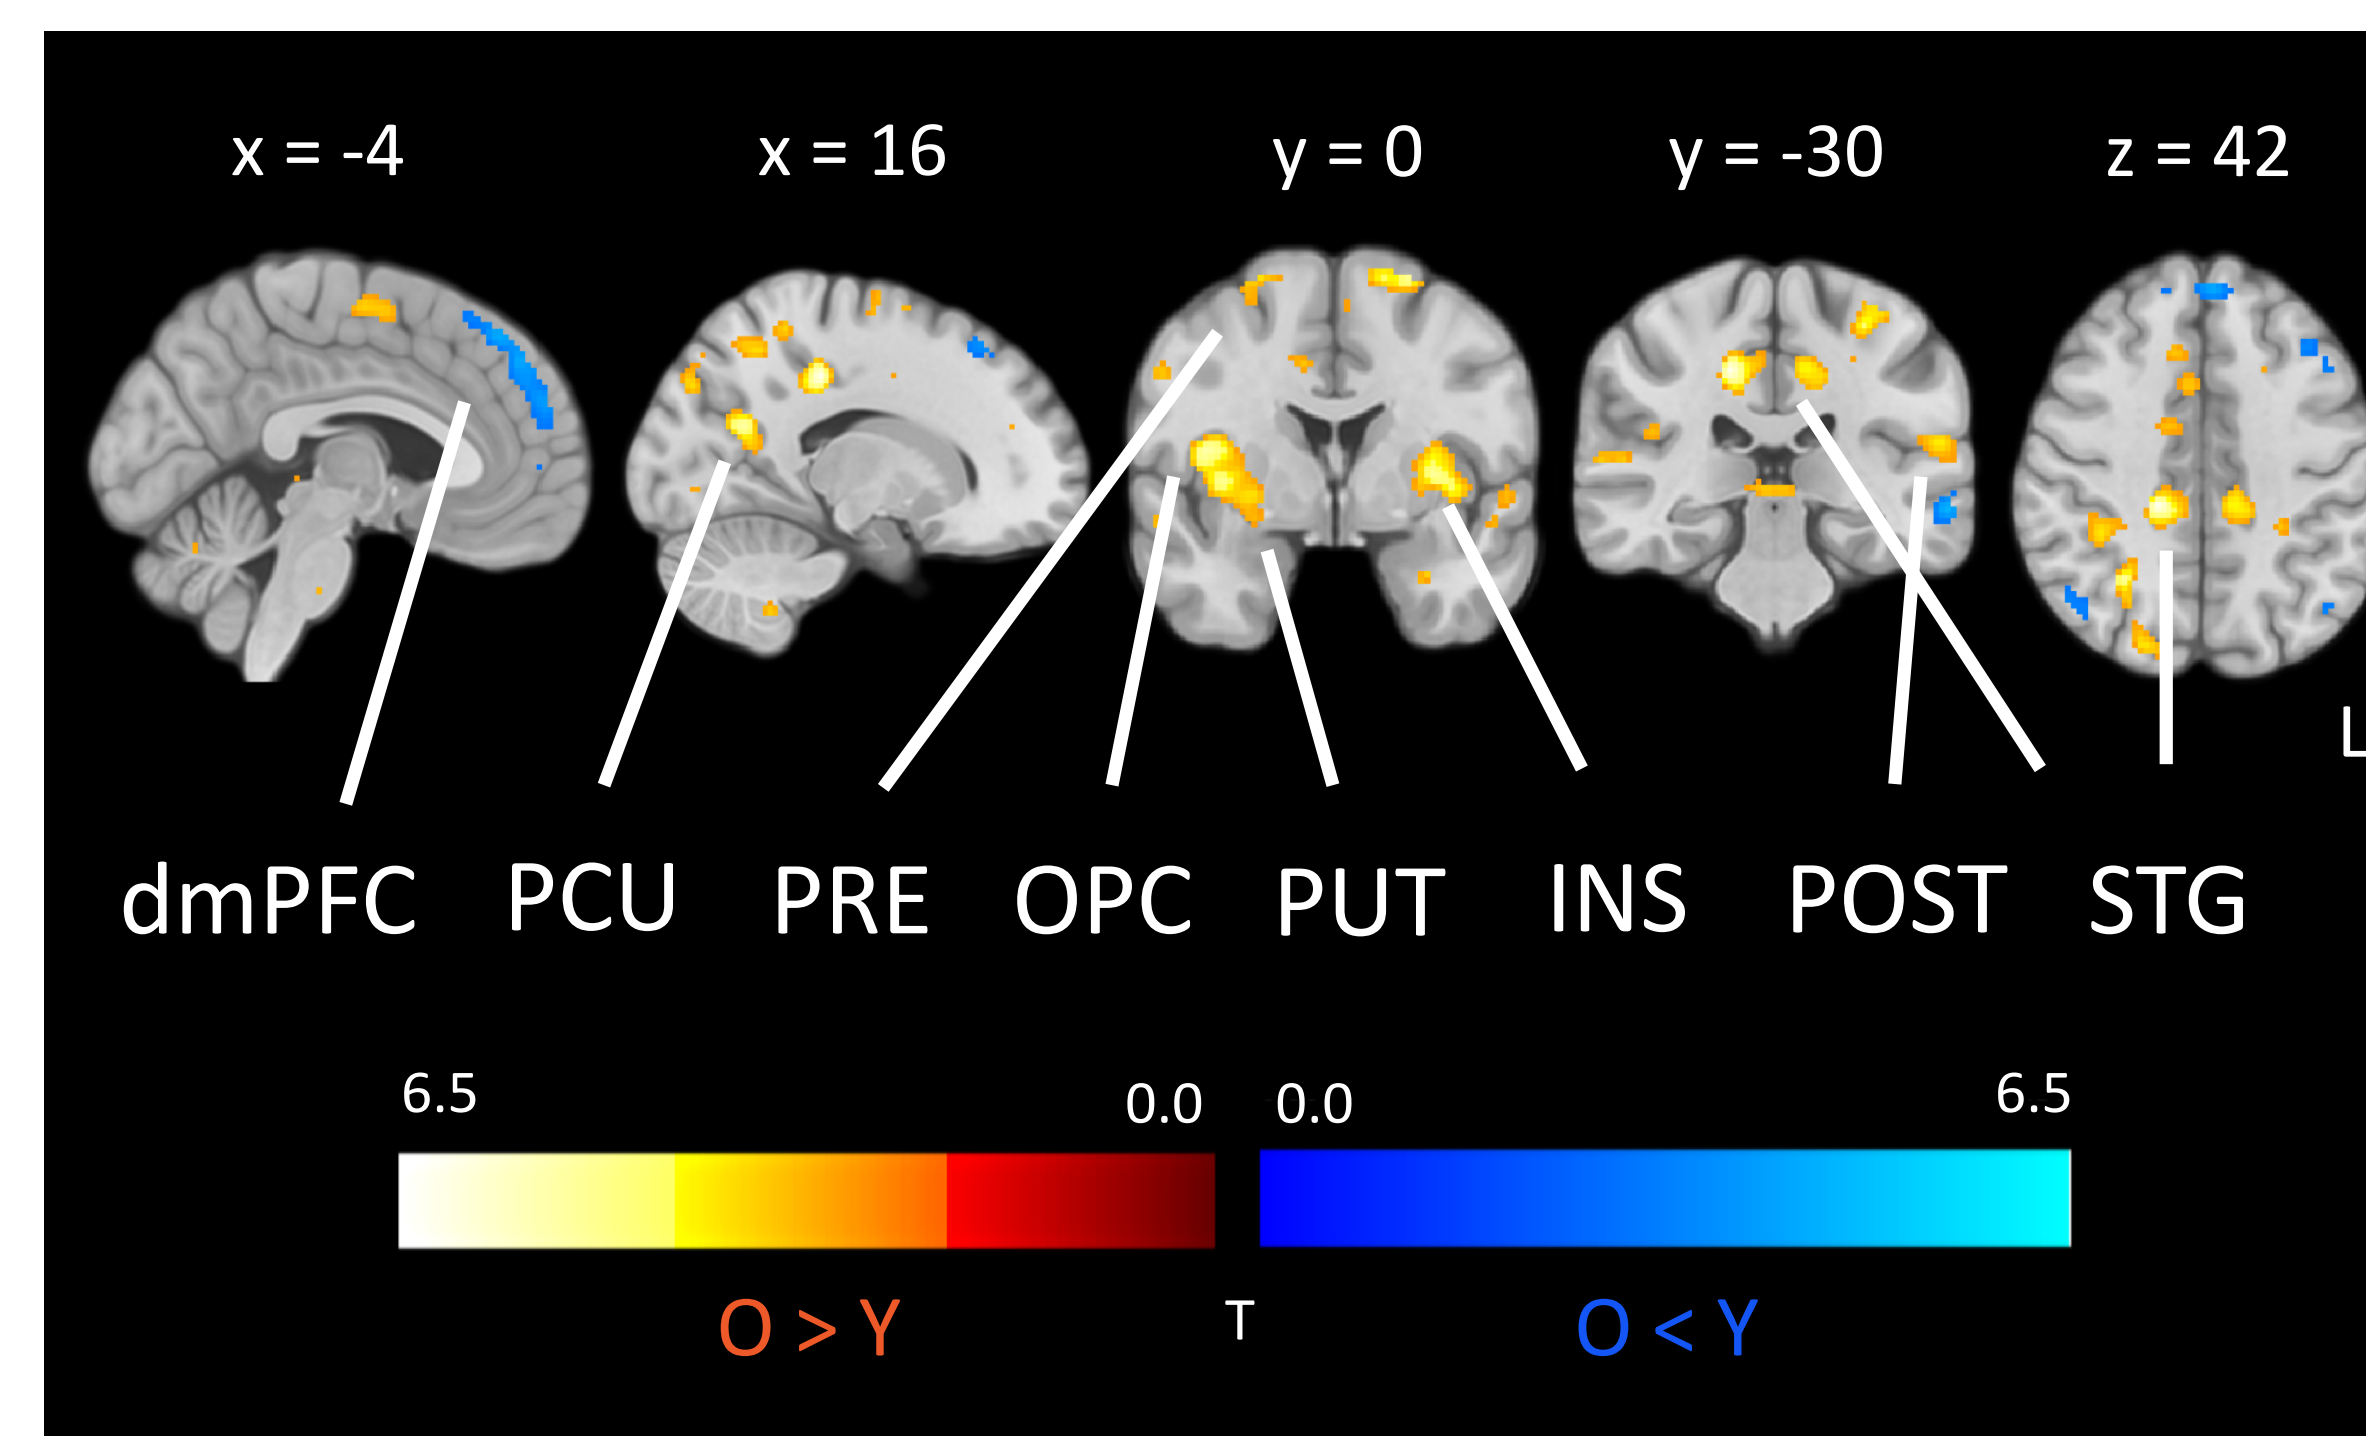 x = -4 x = 16 y = 0 y = -30 z = 42
L
dmPFC PCU PRE OPC PUT INS POST STG
6.5 0.0 -0.0 6.5
O > Y T O < Y